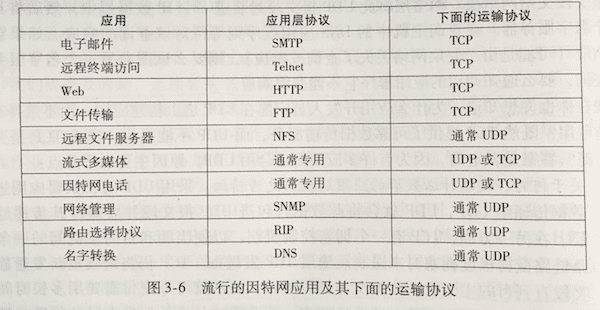 应用 应用层协议 下面的运输协议
电子邮件 SMTP TCP
远程终端访问 Telnet TCP
Web HTTP TCP
文件传输 FTP TCP
远程文件服务器 NFS 通常 UDP
流式多媒体 通常专用 UDP 或 TCP
因特网电话 通常专用 UDP 或 TCP
网络管理 SNMP 通常 UDP
路由选择协议 RIP 通常 UDP
名字转换 DNS 通常 UDP
图 3-6 流行的因特网应用及其下面的运输协议